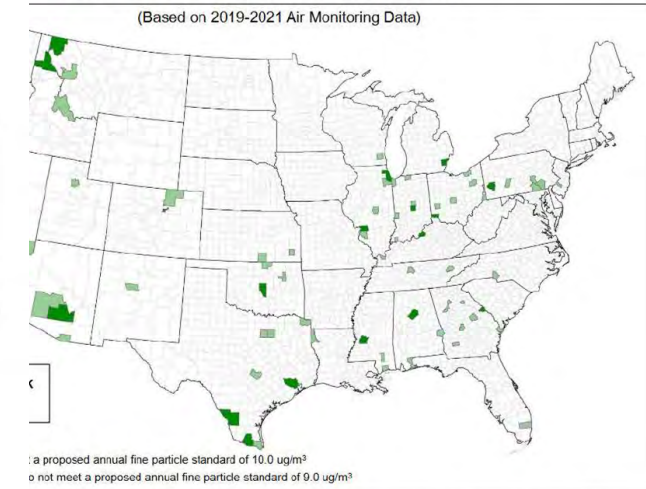 (Based on 2019-2021 Air Monitoring Data)
a proposed annual fine particle standard of 10.0 ug/m³
o not meet a proposed annual fine particle standard of 9.0 ug/m³